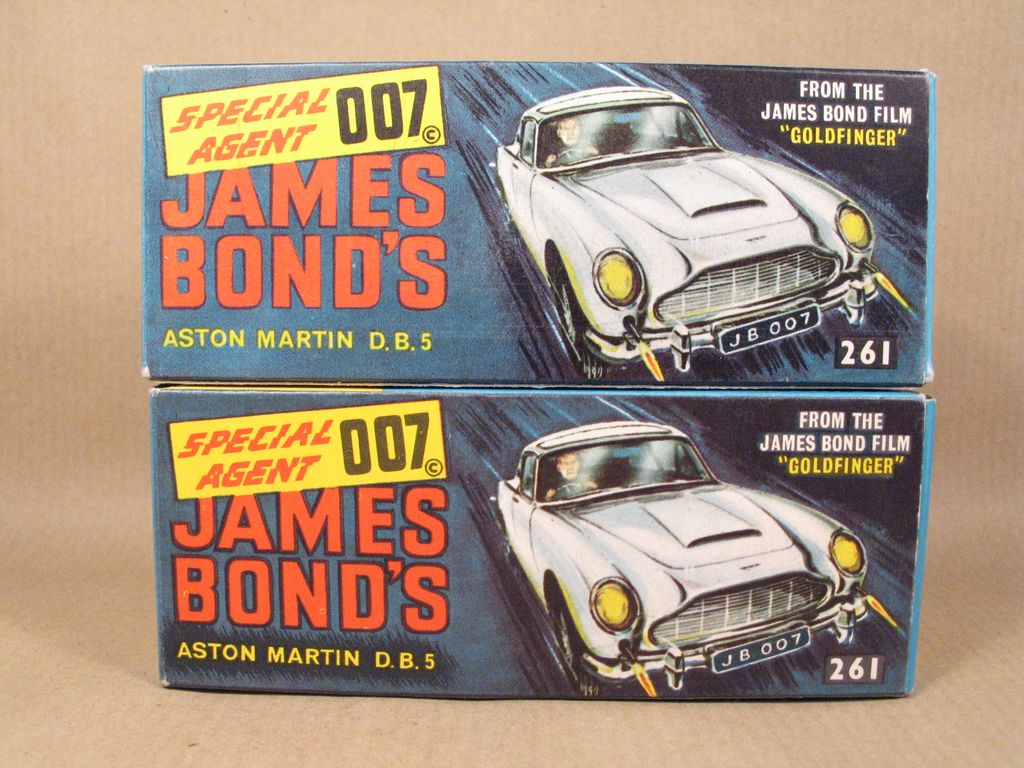 SPECIAL
AGENT 007©
JAMES
BOND'S
ASTON MARTIN D.B.5
FROM THE
JAMES BOND FILM
"GOLDFINGER"
JB 007
261
SPECIAL
AGENT 007©
JAMES
BOND'S
ASTON MARTIN D.B.5
FROM THE
JAMES BOND FILM
"GOLDFINGER"
JB 007
261